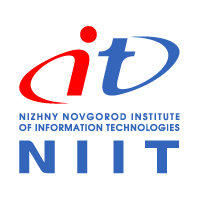 it
NIZHNY NOVGOROD INSTITUTE
OF INFORMATION TECHNOLOGIES
NIIT